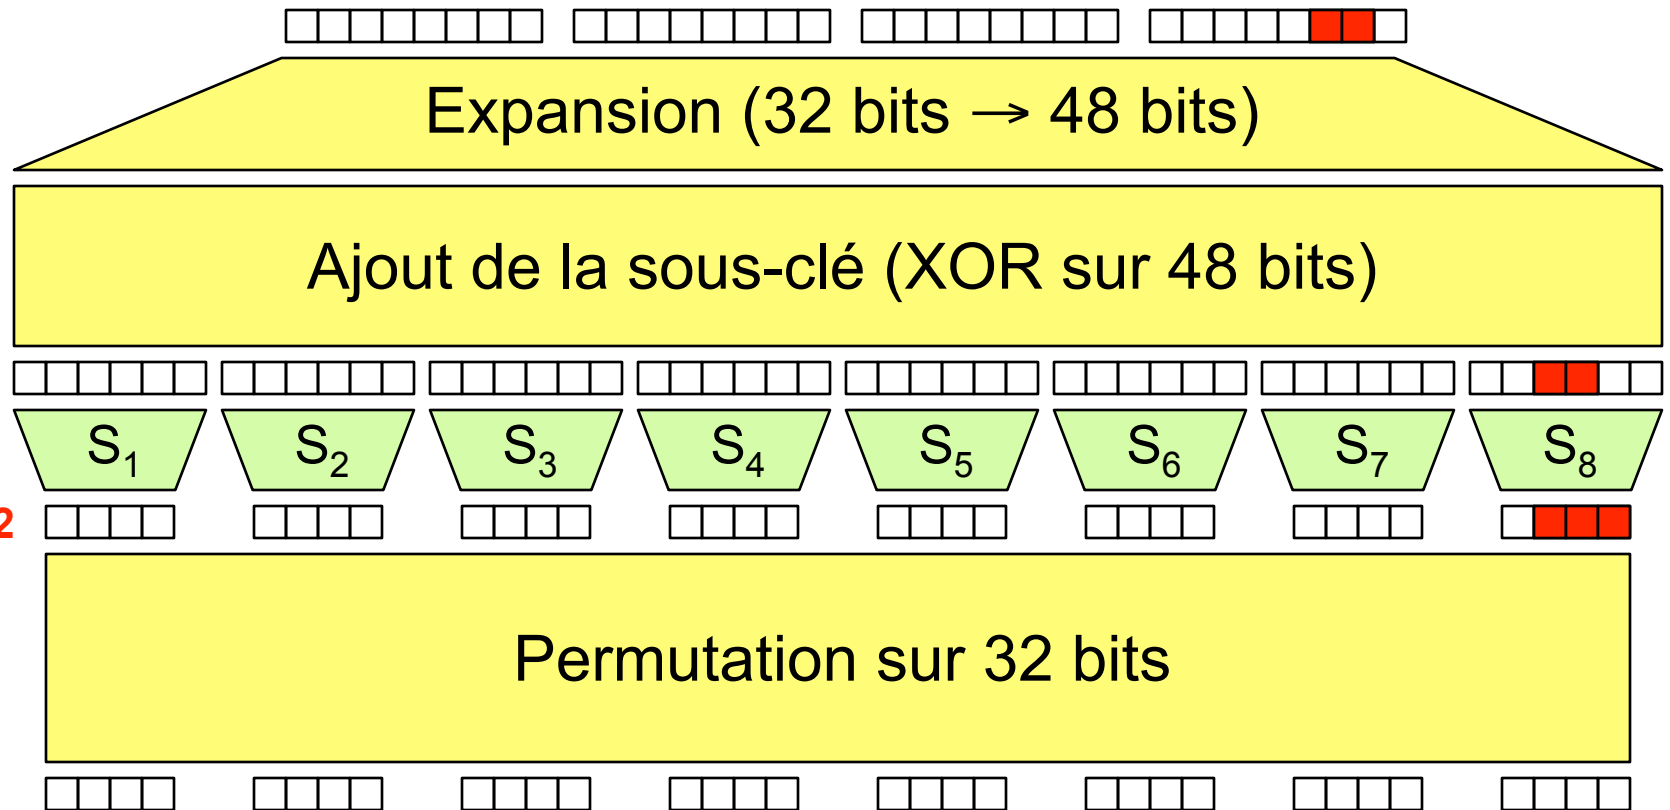 Expansion (32 bits → 48 bits)
Ajout de la sous-clé (XOR sur 48 bits)
S1 S2 S3 S4 S5 S6 S7 S8
2
Permutation sur 32 bits